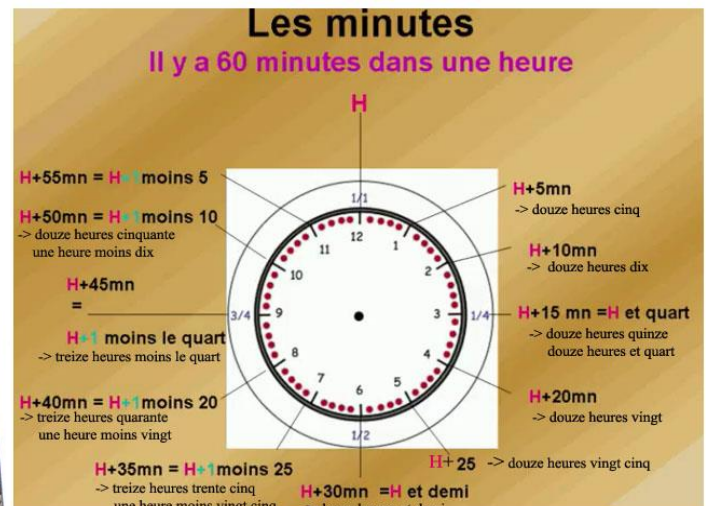 Les minutes
Il y a 60 minutes dans une heure
H
H+55mn = H+1moins 5
H+50mn = H+1moins 10
-> douze heures cinquante
une heure moins dix
H+45mn
=
H+1 moins le quart
-> treize heures moins le quart
H+40mn = H+1moins 20
-> treize heures quarante
une heure moins vingt
H+35mn = H+1moins 25
-> treize heures trente cinq
une heure moins vingt cinq
1/1
12
1
2
3
4
5
6
7
8
9
10
11
1/4
1/2
3/4
H+5mn
-> douze heures cinq
H+10mn
-> douze heures dix
H+15 mn =H et quart
-> douze heures quinze
douze heures et quart
H+20mn
-> douze heures vingt
H+ 25 -> douze heures vingt cinq
H+30mn =H et demi